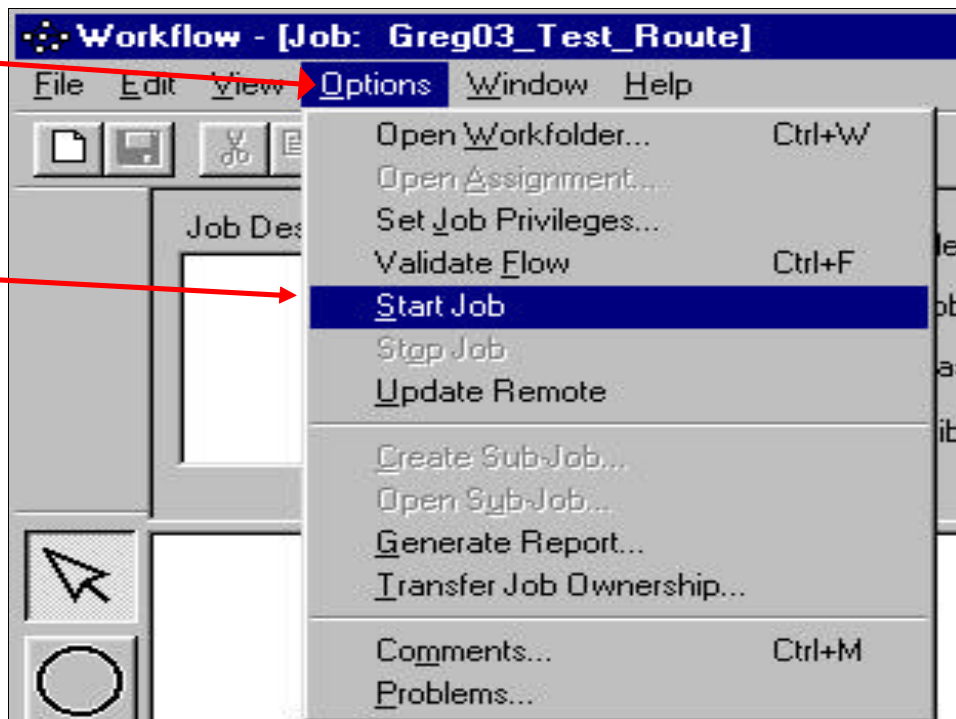 Workflow - [Job: Greg03_Test_Route]
File Edit View Options Window Help
Open Workfolder... Ctrl+W
Open Assignment...
Set Job Privileges...
Job Des
Validate Flow Ctrl+F
Start Job
Stop Job
Update Remote
Create Sub-Job...
Open Sub-Job...
Generate Report...
Transfer Job Ownership...
Comments... Ctrl+M
Problems...